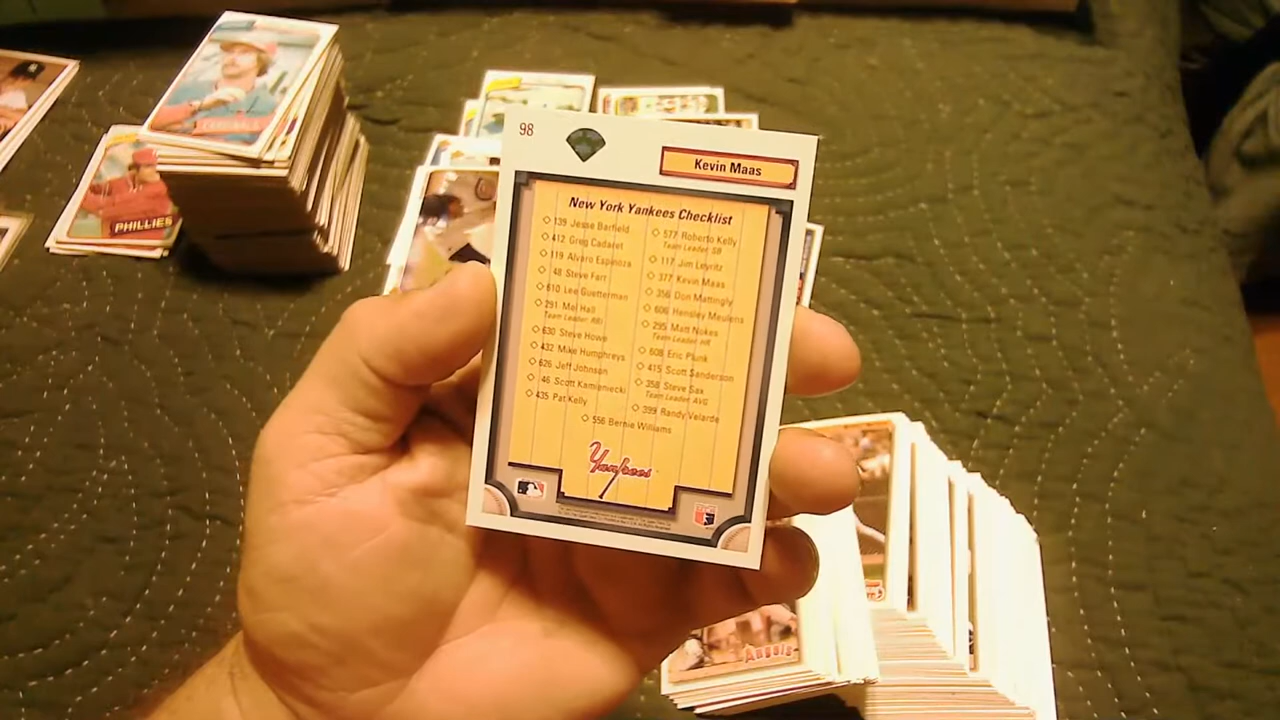 98
Kevin Maas
New York Yankees Checklist
139 Jesse Barfield
412 Greg Cadaret
119 Alvaro Espinoza
48 Steve Farr
610 Lee Guetterman
291 Mel Hall
Team Leader: RBI
630 Steve Howe
432 Mike Humphreys
626 Jeff Johnson
46 Scott Kamieniecki
435 Pat Kelly
577 Roberto Kelly
Team Leader: SB
117 Jim Leyritz
377 Kevin Maas
356 Don Mattingly
606 Hensley Meulens
295 Matt Nokes
Team Leader: HR
608 Eric Plunk
415 Scott Sanderson
358 Steve Sax
Team Leader: AVG
399 Randy Velarde
556 Bernie Williams
Yankees
PHILLIES
CARDINALS
Angels